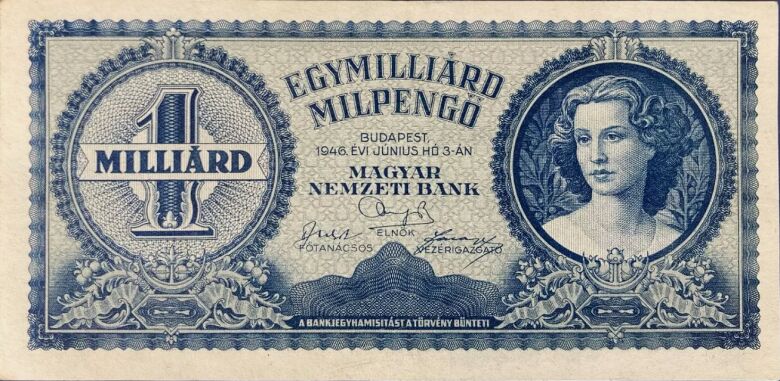 1
MILLIÁRD
EGYMILLIÁRD
MILPENGŐ
BUDAPEST,
1946. ÉVI JÚNIUS HÓ 3-ÁN
MAGYAR
NEMZETI BANK
ELNÖK
FŐTANÁCSOS
VEZÉRIGAZGATÓ
A BANKJEGYHAMISITÁST A TÖRVÉNY BÜNTETI